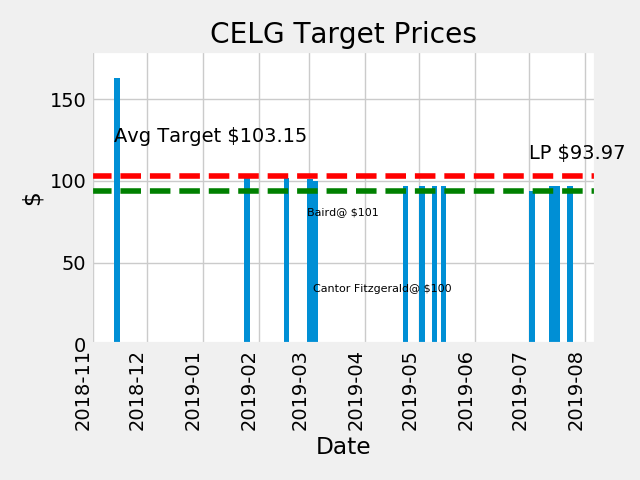 CELG Target Prices
$
150
100
50
0
Avg Target $103.15
LP $93.97
Baird@ $101
Cantor Fitzgerald@ $100
2018-11
2018-12
2019-01
2019-02
2019-03
2019-04
2019-05
2019-06
2019-07
2019-08
Date